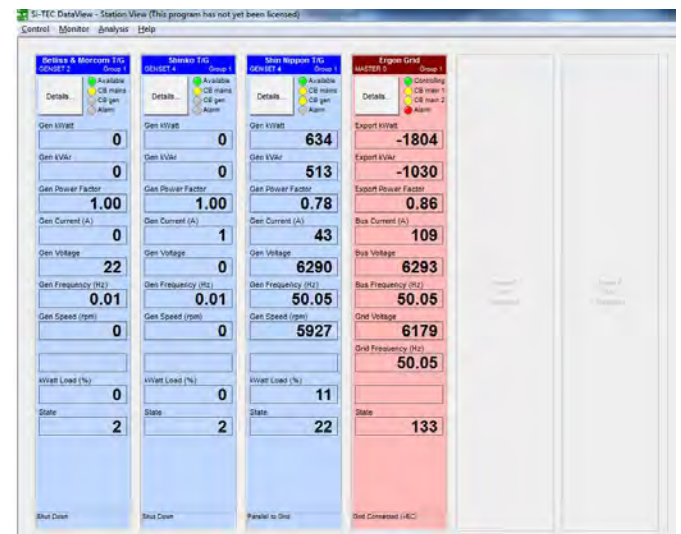 Si-TEC DataView - Station View (This program has not yet been licensed)
Control Monitor Analysis Help
Belliss & Morcom T/G
GENSET 2 Group 1
Details...
Available
CB mains
CB gen
Alarm
Gen kWatt
0
Gen kVAr
0
Gen Power Factor
1.00
Gen Current (A)
0
Gen Voltage
22
Gen Frequency (Hz)
0.01
Gen Speed (rpm)
0
kWatt Load (%)
0
State
2
Shut Down
Shinko T/G
GENSET 4 Group 1
Details...
Available
CB mains
CB gen
Alarm
Gen kWatt
0
Gen kVAr
0
Gen Power Factor
1.00
Gen Current (A)
1
Gen Voltage
0
Gen Frequency (Hz)
0.01
Gen Speed (rpm)
0
kWatt Load (%)
0
State
2
Shut Down
Shin Nippon T/G
GENSET 4 Group 1
Details...
Available
CB mains
CB gen
Alarm
Gen kWatt
634
Gen kVAr
513
Gen Power Factor
0.78
Gen Current (A)
43
Gen Voltage
6290
Gen Frequency (Hz)
50.05
Gen Speed (rpm)
5927
kWatt Load (%)
11
State
22
Parallel to Grid
Ergon Grid
MASTER 5 Group 1
Details...
Controlling
CB main 1
CB main 2
Alarm
Export kWatt
-1804
Export kVAr
-1030
Export Power Factor
0.86
Bus Current (A)
109
Bus Voltage
6293
Bus Frequency (Hz)
50.05
Grid Voltage
6179
Grid Frequency (Hz)
50.05
State
133
Grid Connected